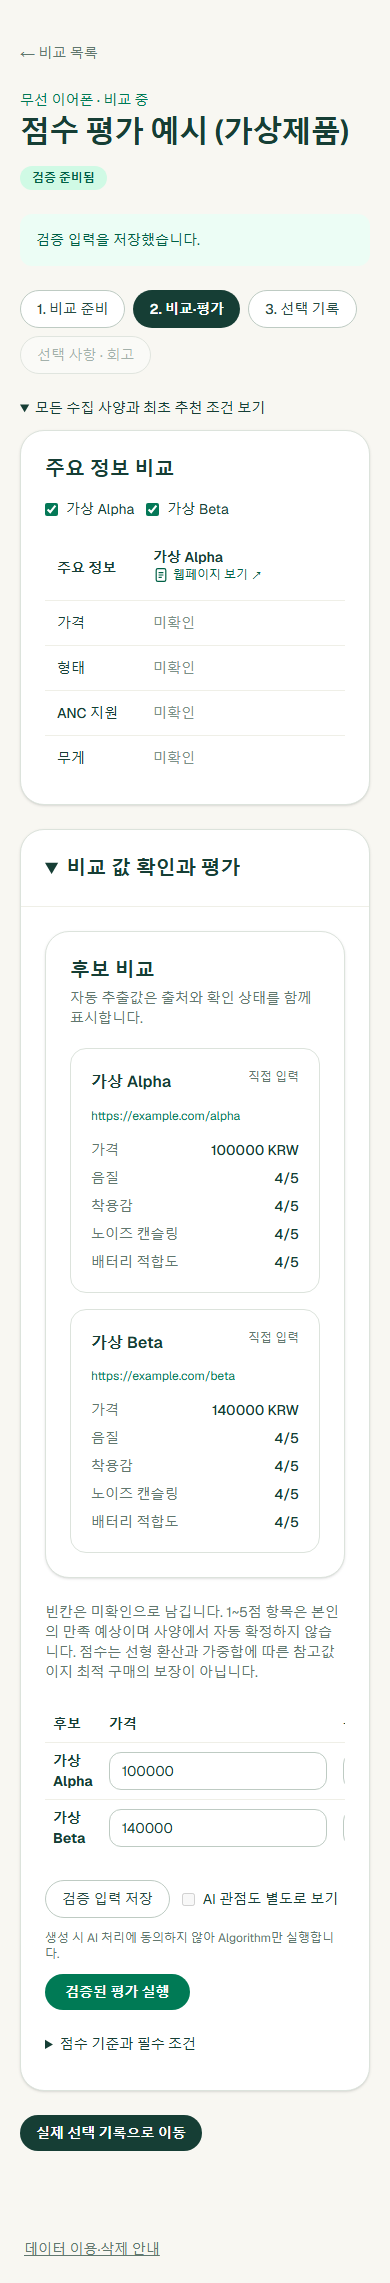 ← 비교 목록
무선 이어폰 · 비교 중
점수 평가 예시 (가상제품)
검증 준비됨
검증 입력을 저장했습니다.
1. 비교 준비
2. 비교·평가
3. 선택 기록
선택 사항 · 회고
▼ 모든 수집 사양과 최초 추천 조건 보기
주요 정보 비교
가상 Alpha
가상 Beta
주요 정보
가상 Alpha
웹페이지 보기 ↗
가격 미확인
형태 미확인
ANC 지원 미확인
무게 미확인
▼ 비교 값 확인과 평가
후보 비교
자동 추출값은 출처와 확인 상태를 함께
표시합니다.
가상 Alpha 직접 입력
https://example.com/alpha
가격 100000 KRW
음질 4/5
착용감 4/5
노이즈 캔슬링 4/5
배터리 적합도 4/5
가상 Beta 직접 입력
https://example.com/beta
가격 140000 KRW
음질 4/5
착용감 4/5
노이즈 캔슬링 4/5
배터리 적합도 4/5
빈칸은 미확인으로 남깁니다. 1~5점 항목은 본인
의 만족 예상이며 사양에서 자동 확정하지 않습
니다. 점수는 선형 환산과 가중합에 따른 참고값
이지 최적 구매의 보장이 아닙니다.
후보 가격
가상
Alpha
100000
가상
Beta
140000
검증 입력 저장
AI 관점도 별도로 보기
생성 시 AI 처리에 동의하지 않아 Algorithm만 실행합니
다.
검증된 평가 실행
▶ 점수 기준과 필수 조건
실제 선택 기록으로 이동
데이터 이용·삭제 안내